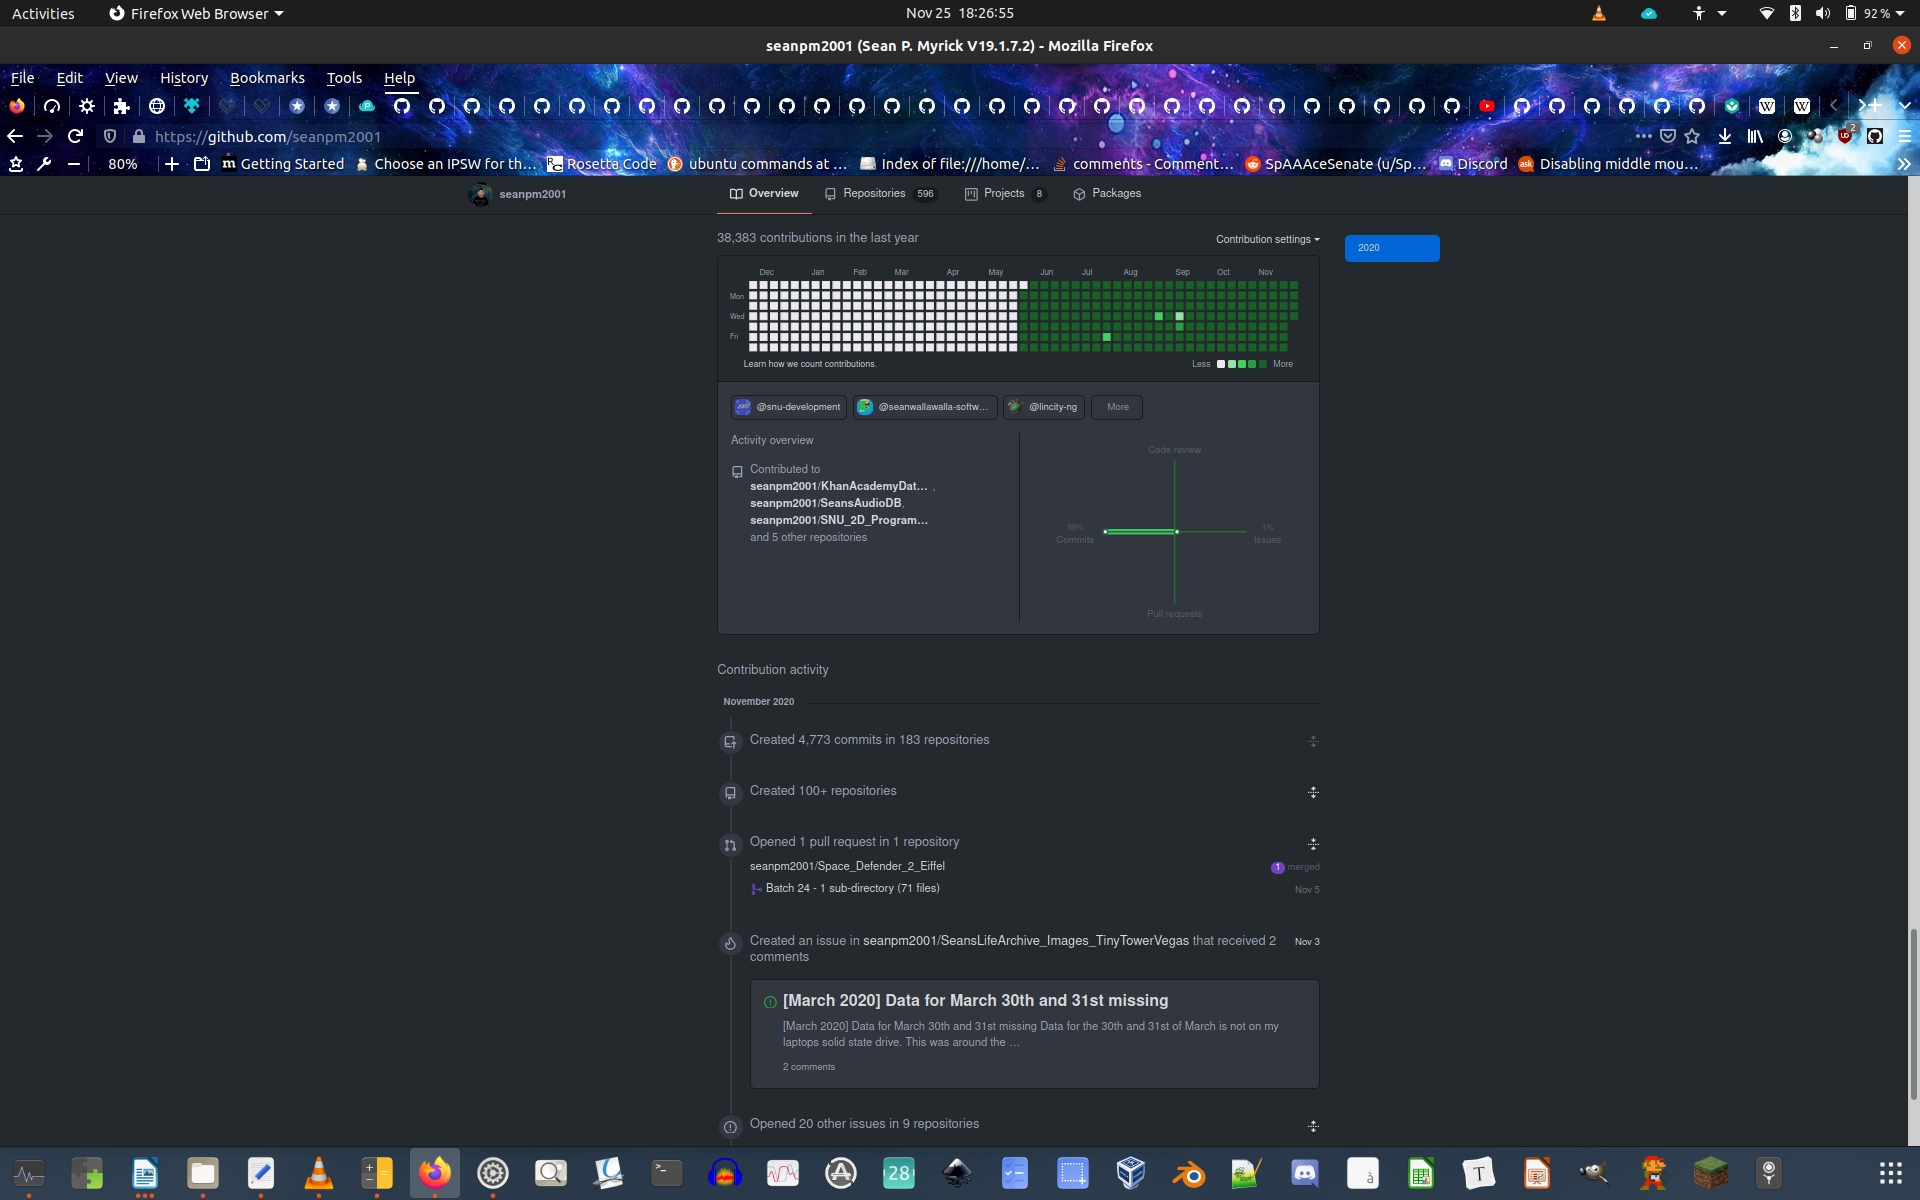 Activities
Firefox Web Browser
Nov 25 18:26:55
92 %
seanpm2001 (Sean P. Myrick V19.1.7.2) - Mozilla Firefox
File Edit View History Bookmarks Tools Help
https://github.com/seanpm2001
2
80%
Getting Started
Choose an IPSW for th…
Rosetta Code
ubuntu commands at …
Index of file:///home/…
comments - Comment…
SpAAAceSenate (u/Sp…
Discord
Disabling middle mou…
seanpm2001
Overview
Repositories 596
Projects 8
Packages
38,383 contributions in the last year
Contribution settings
2020
Dec Jan Feb Mar Apr May Jun Jul Aug Sep Oct Nov
Mon
Wed
Fri
Learn how we count contributions.
Less More
@snu-development
@seanwallawalla-softw…
@lincity-ng
More
Activity overview
Contributed to
seanpm2001/KhanAcademyDat… ,
seanpm2001/SeansAudioDB,
seanpm2001/SNU_2D_Program…
and 5 other repositories
Code review
99%
Commits
1%
Issues
Pull requests
Contribution activity
November 2020
Created 4,773 commits in 183 repositories
Created 100+ repositories
Opened 1 pull request in 1 repository
seanpm2001/Space_Defender_2_Eiffel
1 merged
Batch 24 - 1 sub-directory (71 files)
Nov 5
Created an issue in seanpm2001/SeansLifeArchive_Images_TinyTowerVegas that received 2
comments
Nov 3
[March 2020] Data for March 30th and 31st missing
[March 2020] Data for March 30th and 31st missing Data for the 30th and 31st of March is not on my
laptops solid state drive. This was around the …
2 comments
Opened 20 other issues in 9 repositories
28